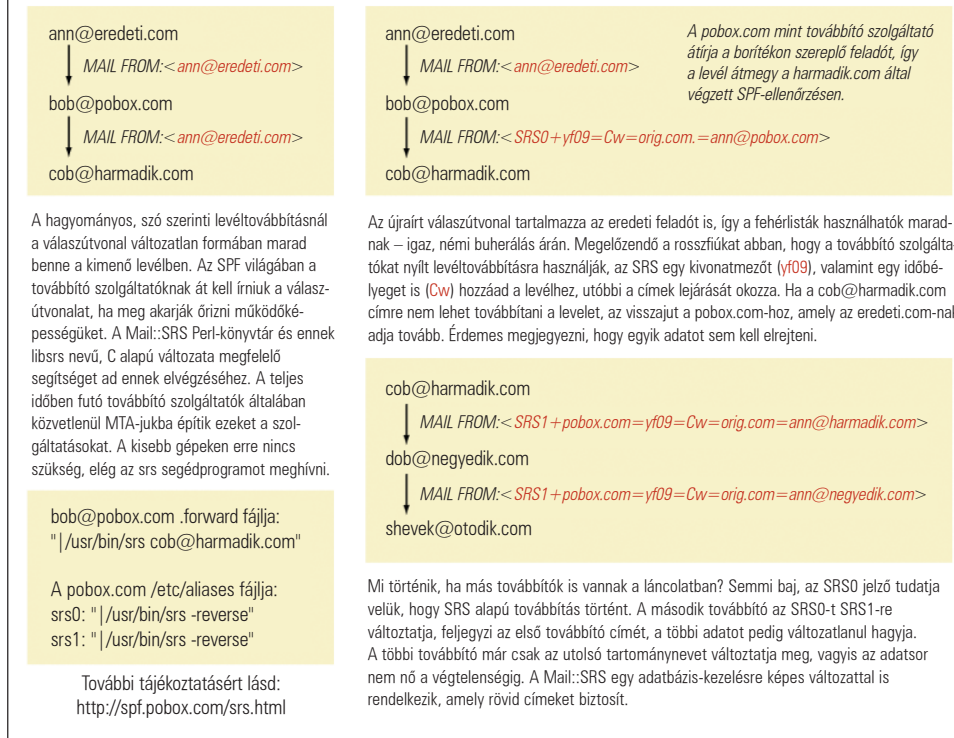 ann@eredeti.com
MAIL FROM:<ann@eredeti.com>
bob@pobox.com
MAIL FROM:<ann@eredeti.com>
cob@harmadik.com
A hagyományos, szó szerinti levéltovábbításnál
a válaszútvonal változatlan formában marad
benne a kimenő levélben. Az SPF világában a
továbbító szolgáltatóknak át kell írniuk a válasz-
útvonalat, ha meg akarják őrizni működőké-
pességüket. A Mail::SRS Perl-könyvtár és ennek
libsrs nevű, C alapú változata megfelelő
segítséget ad ennek elvégzéséhez. A teljes
időben futó továbbító szolgáltatók általában
közvetlenül MTA-jukba építik ezeket a szol-
gáltatásokat. A kisebb gépeken erre nincs
szükség, elég az srs segédprogramot meghívni.
bob@pobox.com .forward fájlja:
"|/usr/bin/srs cob@harmadik.com"
A pobox.com /etc/aliases fájlja:
srs0: "|/usr/bin/srs -reverse"
srs1: "|/usr/bin/srs -reverse"
További tájékoztatásért lásd:
http://spf.pobox.com/srs.html
ann@eredeti.com
MAIL FROM:<ann@eredeti.com>
bob@pobox.com
MAIL FROM:<SRS0+yf09=Cw=orig.com.=ann@pobox.com>
cob@harmadik.com
A pobox.com mint továbbító szolgáltató
átírja a borítékon szereplő feladót, így
a levél átmegy a harmadik.com által
végzett SPF-ellenőrzésen.
Az újraírt válaszútvonal tartalmazza az eredeti feladót is, így a fehérlisták használhatók marad-
nak – igaz, némi buherálás árán. Megelőzendő a rosszfiúkat abban, hogy a továbbító szolgálta-
tókat nyílt levéltovábbításra használják, az SRS egy kivonatmezőt (yf09), valamint egy időbé-
lyeget is (Cw) hozzáad a levélhez, utóbbi a címek lejárását okozza. Ha a cob@harmadik.com
címre nem lehet továbbítani a levelet, az visszajut a pobox.com-hoz, amely az eredeti.com-nak
adja tovább. Érdemes megjegyezni, hogy egyik adatot sem kell elrejteni.
cob@harmadik.com
MAIL FROM:<SRS1+pobox.com=yf09=Cw=orig.com=ann@harmadik.com>
dob@negyedik.com
MAIL FROM:<SRS1+pobox.com=yf09=Cw=orig.com=ann@negyedik.com>
shevek@otodik.com
Mi történik, ha más továbbítók is vannak a láncolatban? Semmi baj, az SRS0 jelző tudatja
velük, hogy SRS alapú továbbítás történt. A második továbbító az SRS0-t SRS1-re
változtatja, feljegyzi az első továbbító címét, a többi adatot pedig változatlanul hagyja.
A többi továbbító már csak az utolsó tartománynevet változtatja meg, vagyis az adatsor
nem nő a végtelenségig. A Mail::SRS egy adatbázis-kezelésre képes változattal is
rendelkezik, amely rövid címeket biztosít.